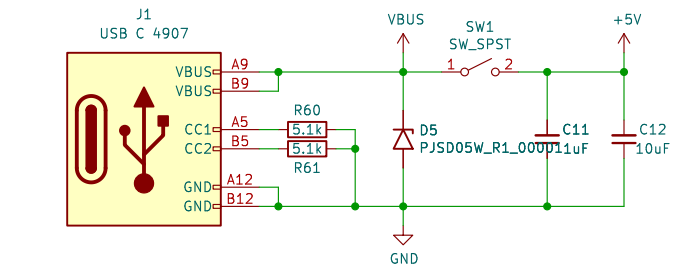 J1
USB C 4907
VBUS
SW1
SW_SPST
+5V
VBUS A9
1 2
VBUS B9
R60
CC1 A5 5.1k
CC2 B5 5.1k
R61
D5
PJSD05W_R1_00001
C11
1uF
C12
10uF
GND A12
GND B12
GND